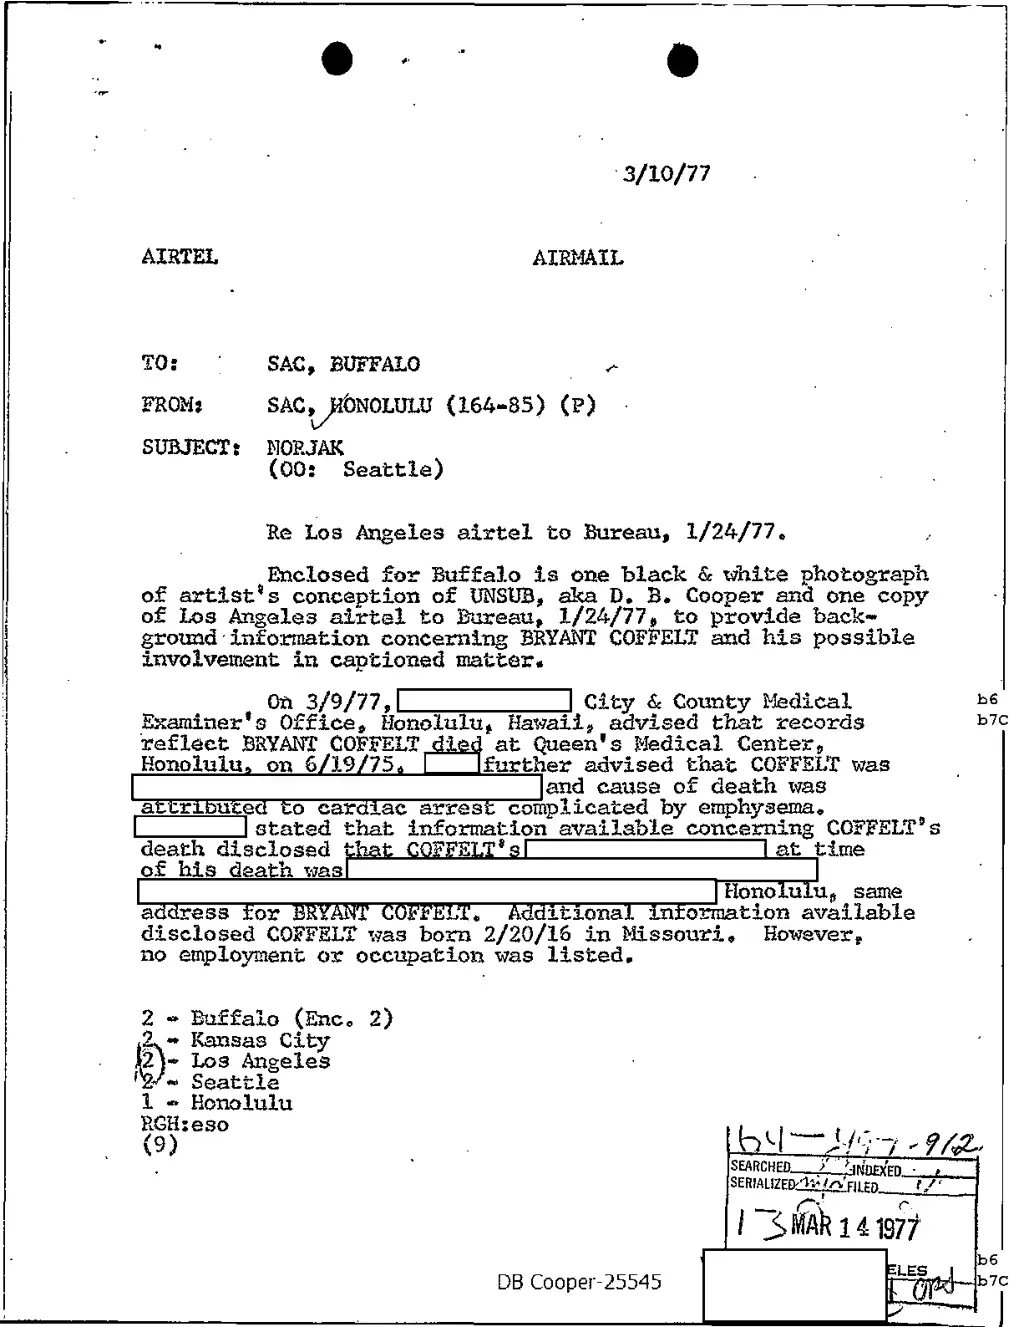 3/10/77
AIRTEL AIRMAIL
TO: SAC, BUFFALO
FROM: SAC, HONOLULU (164-85) (P)
SUBJECT: NORJAK
(OO: Seattle)
Re Los Angeles airtel to Bureau, 1/24/77.
Enclosed for Buffalo is one black & white photograph
of artist's conception of UNSUB, aka D. B. Cooper and one copy
of Los Angeles airtel to Bureau, 1/24/77, to provide back-
ground information concerning BRYANT COFFELT and his possible
involvement in captioned matter.
On 3/9/77, City & County Medical b6
Examiner's Office, Honolulu, Hawaii, advised that records b7C
reflect BRYANT COFFELT died at Queen's Medical Center,
Honolulu, on 6/19/75. further advised that COFFELT was
and cause of death was
attributed to cardiac arrest complicated by emphysema.
stated that information available concerning COFFELT's
death disclosed that COFFELT's at time
of his death was
Honolulu, same
address for BRYANT COFFELT. Additional information available
disclosed COFFELT was born 2/20/16 in Missouri. However,
no employment or occupation was listed.
2 - Buffalo (Enc. 2)
2 - Kansas City
2 - Los Angeles
2 - Seattle
1 - Honolulu
RGH:eso
(9)
SEARCHED INDEXED
SERIALIZED FILED
13 MAR 14 1977
b6
ELES
b7C
DB Cooper-25545